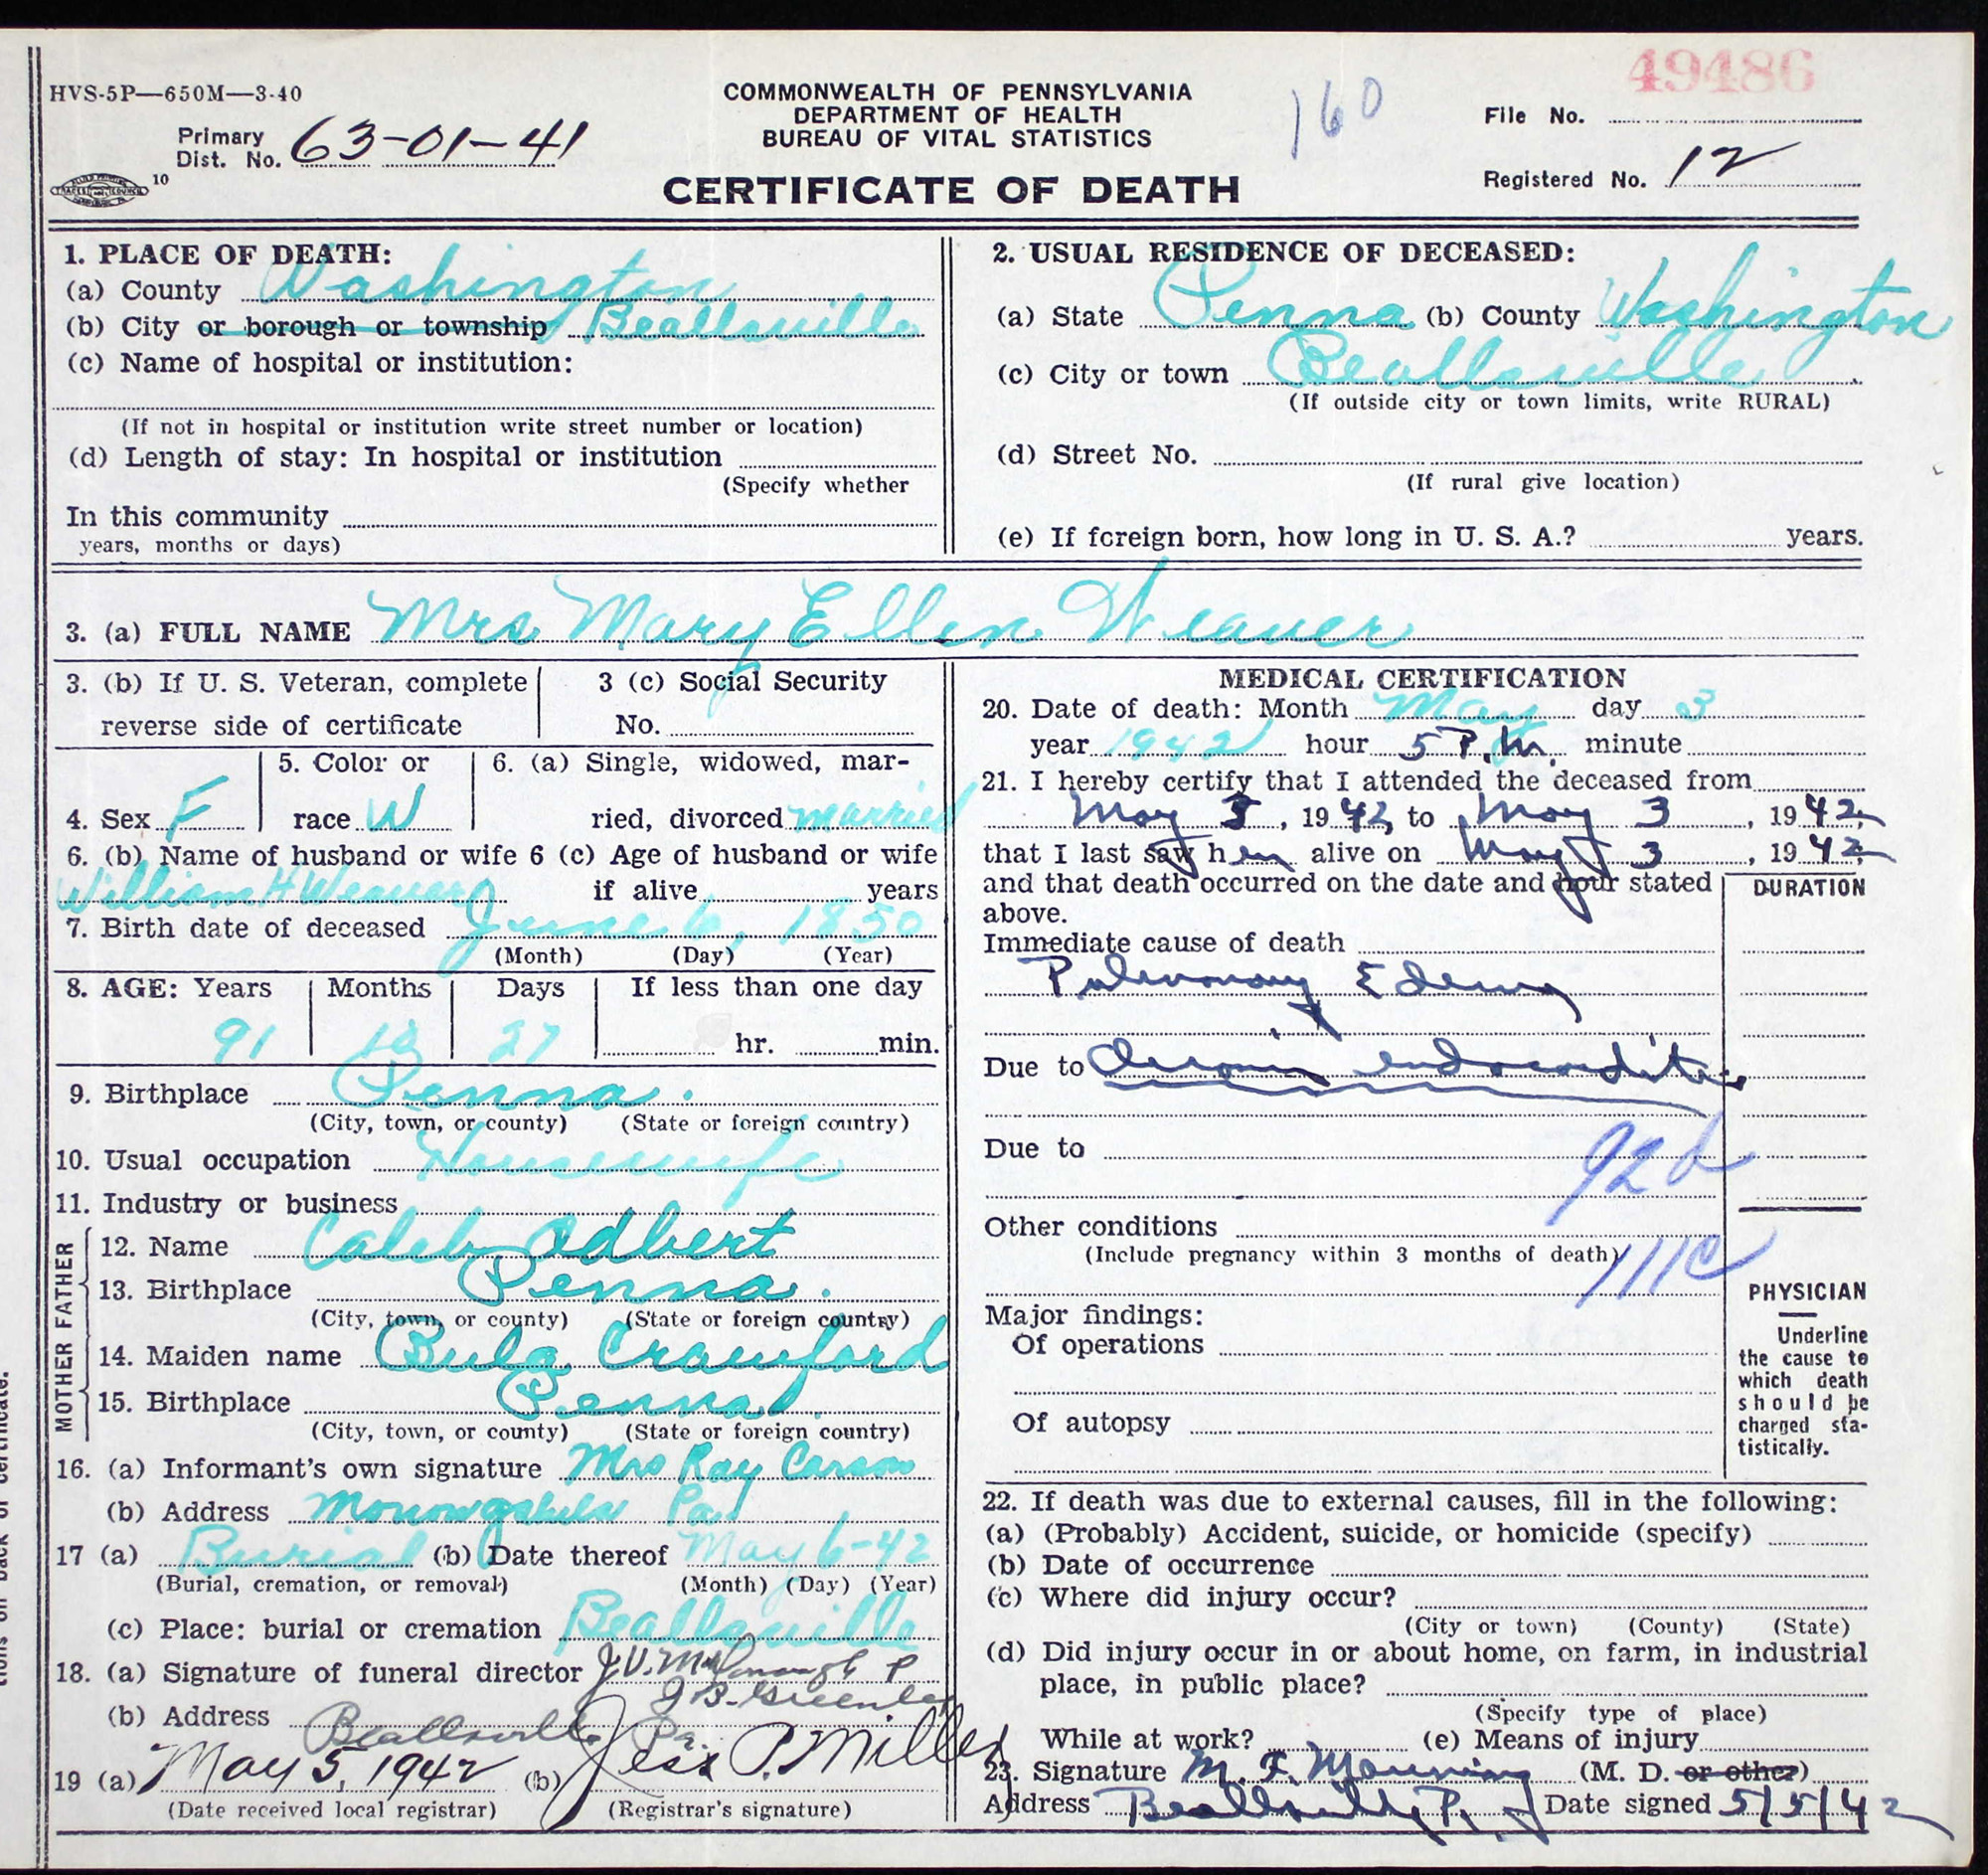 49486
HVS-5P—650M—3-40
COMMONWEALTH OF PENNSYLVANIA
DEPARTMENT OF HEALTH
BUREAU OF VITAL STATISTICS
160
File No.
Primary
Dist. No. 63-01-41
10
CERTIFICATE OF DEATH
Registered No. 12
1. PLACE OF DEATH:
(a) County Washington
(b) City or borough or township Beallsville
(c) Name of hospital or institution:
(If not in hospital or institution write street number or location)
(d) Length of stay: In hospital or institution
(Specify whether
In this community
years, months or days)
2. USUAL RESIDENCE OF DECEASED:
(a) State Penna (b) County Washington
(c) City or town Beallsville
(If outside city or town limits, write RURAL)
(d) Street No.
(If rural give location)
(e) If foreign born, how long in U. S. A.? years.
3. (a) FULL NAME Mrs Mary Ellen Weaver
3. (b) If U. S. Veteran, complete
reverse side of certificate
3 (c) Social Security
No.
4. Sex F
5. Color or
race W
6. (a) Single, widowed, mar-
ried, divorced married
6. (b) Name of husband or wife
William H Weaver
6 (c) Age of husband or wife
if alive years
7. Birth date of deceased June 6, 1850
(Month) (Day) (Year)
8. AGE: Years Months Days If less than one day
91 10 27 hr. min.
9. Birthplace Penna.
(City, town, or county) (State or foreign country)
10. Usual occupation Housewife
11. Industry or business
FATHER
12. Name Caleb Odbert
13. Birthplace Penna.
(City, town, or county) (State or foreign country)
MOTHER
14. Maiden name Crawford
15. Birthplace Penna.
(City, town, or county) (State or foreign country)
16. (a) Informant's own signature Mrs Ray Carson
(b) Address Monongahela Pa
17 (a) Burial (b) Date thereof May 6-42
(Burial, cremation, or removal) (Month) (Day) (Year)
(c) Place: burial or cremation Beallsville
18. (a) Signature of funeral director J.V.
J B. Greenlee
(b) Address Beallsville Pa.
19 (a) May 5, 1942 (b) Jess P. Miller
(Date received local registrar) (Registrar's signature)
MEDICAL CERTIFICATION
20. Date of death: Month May day 3
year 1942 hour 5 P.M. minute
21. I hereby certify that I attended the deceased from
May 3, 1942, to May 3, 1942,
that I last saw her alive on May 3, 1942,
and that death occurred on the date and hour stated
above.
DURATION
Immediate cause of death
Pulmonary Edema
Due to Chronic endocarditis
Due to
92b
Other conditions
(Include pregnancy within 3 months of death)
111c
Major findings:
Of operations
Of autopsy
PHYSICIAN
Underline
the cause to
which death
should be
charged sta-
tistically.
22. If death was due to external causes, fill in the following:
(a) (Probably) Accident, suicide, or homicide (specify)
(b) Date of occurrence
(c) Where did injury occur?
(City or town) (County) (State)
(d) Did injury occur in or about home, on farm, in industrial
place, in public place?
(Specify type of place)
While at work? (e) Means of injury
23. Signature M. F. Manning (M. D. or other)
Address Beallsville Pa Date signed 5/5/42